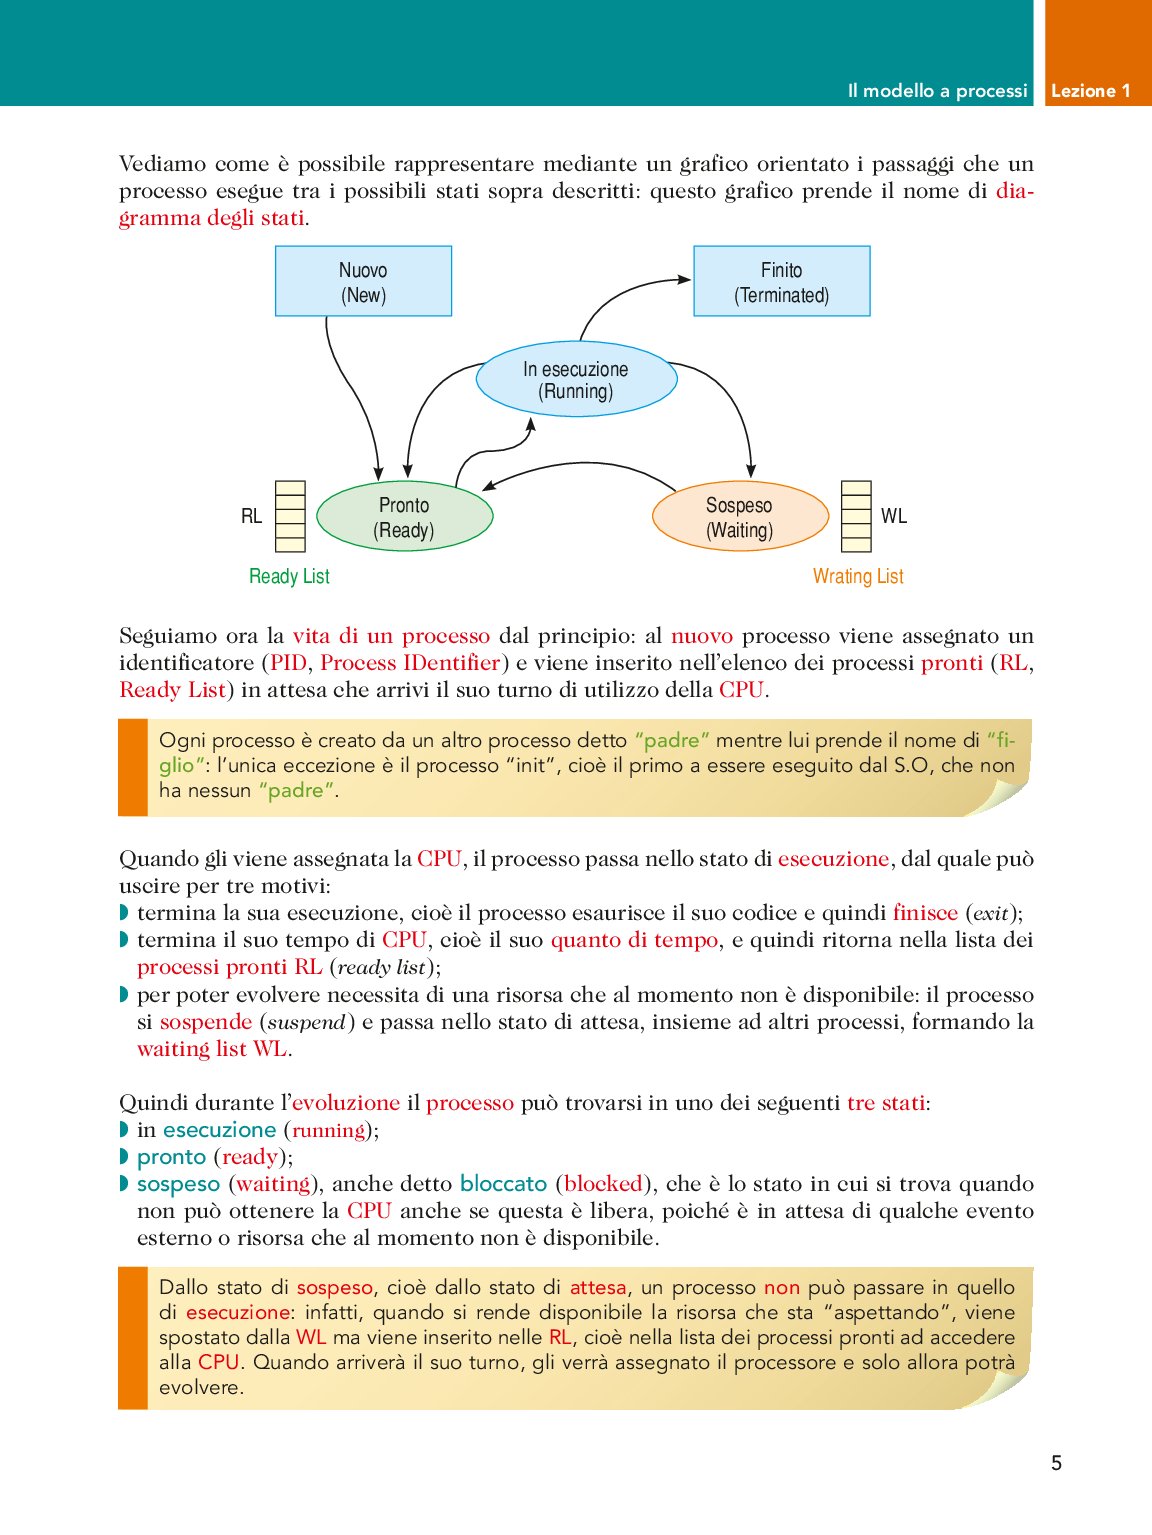 Il modello a processi Lezione 1
Vediamo come è possibile rappresentare mediante un grafico orientato i passaggi che un
processo esegue tra i possibili stati sopra descritti: questo grafico prende il nome di dia-
gramma degli stati.
Nuovo
(New)
Finito
(Terminated)
In esecuzione
(Running)
RL
Pronto
(Ready)
Sospeso
(Waiting)
WL
Ready List
Wrating List
Seguiamo ora la vita di un processo dal principio: al nuovo processo viene assegnato un
identificatore (PID, Process IDentifier) e viene inserito nell'elenco dei processi pronti (RL,
Ready List) in attesa che arrivi il suo turno di utilizzo della CPU.
Ogni processo è creato da un altro processo detto "padre" mentre lui prende il nome di "fi-
glio": l'unica eccezione è il processo "init", cioè il primo a essere eseguito dal S.O, che non
ha nessun "padre".
Quando gli viene assegnata la CPU, il processo passa nello stato di esecuzione, dal quale può
uscire per tre motivi:
◗ termina la sua esecuzione, cioè il processo esaurisce il suo codice e quindi finisce (exit);
◗ termina il suo tempo di CPU, cioè il suo quanto di tempo, e quindi ritorna nella lista dei
processi pronti RL (ready list);
◗ per poter evolvere necessita di una risorsa che al momento non è disponibile: il processo
si sospende (suspend) e passa nello stato di attesa, insieme ad altri processi, formando la
waiting list WL.
Quindi durante l'evoluzione il processo può trovarsi in uno dei seguenti tre stati:
◗ in esecuzione (running);
◗ pronto (ready);
◗ sospeso (waiting), anche detto bloccato (blocked), che è lo stato in cui si trova quando
non può ottenere la CPU anche se questa è libera, poiché è in attesa di qualche evento
esterno o risorsa che al momento non è disponibile.
Dallo stato di sospeso, cioè dallo stato di attesa, un processo non può passare in quello
di esecuzione: infatti, quando si rende disponibile la risorsa che sta "aspettando", viene
spostato dalla WL ma viene inserito nelle RL, cioè nella lista dei processi pronti ad accedere
alla CPU. Quando arriverà il suo turno, gli verrà assegnato il processore e solo allora potrà
evolvere.
5